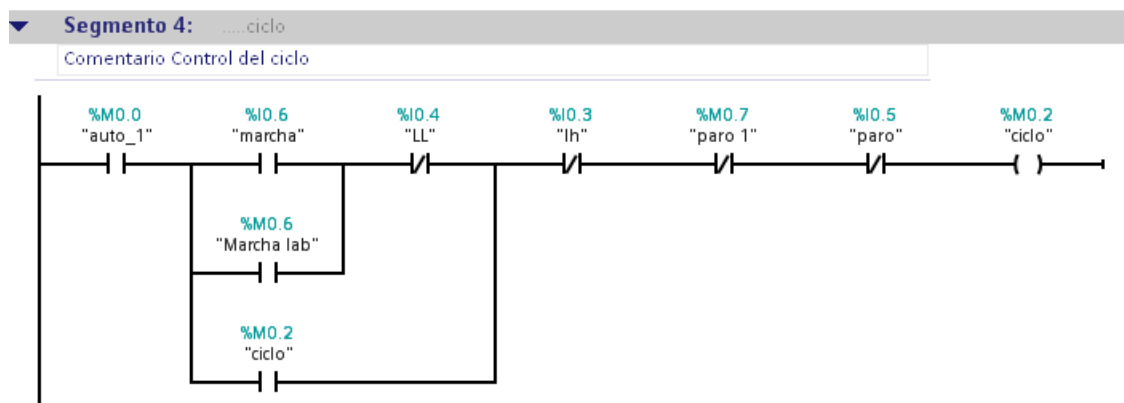 Segmento 4: .....ciclo
Comentario Control del ciclo
%M0.0 %I0.6 %I0.4 %I0.3 %M0.7 %I0.5 %M0.2
"auto_1" "marcha" "LL" "lh" "paro 1" "paro" "ciclo"
%M0.6
"Marcha lab"
%M0.2
"ciclo"